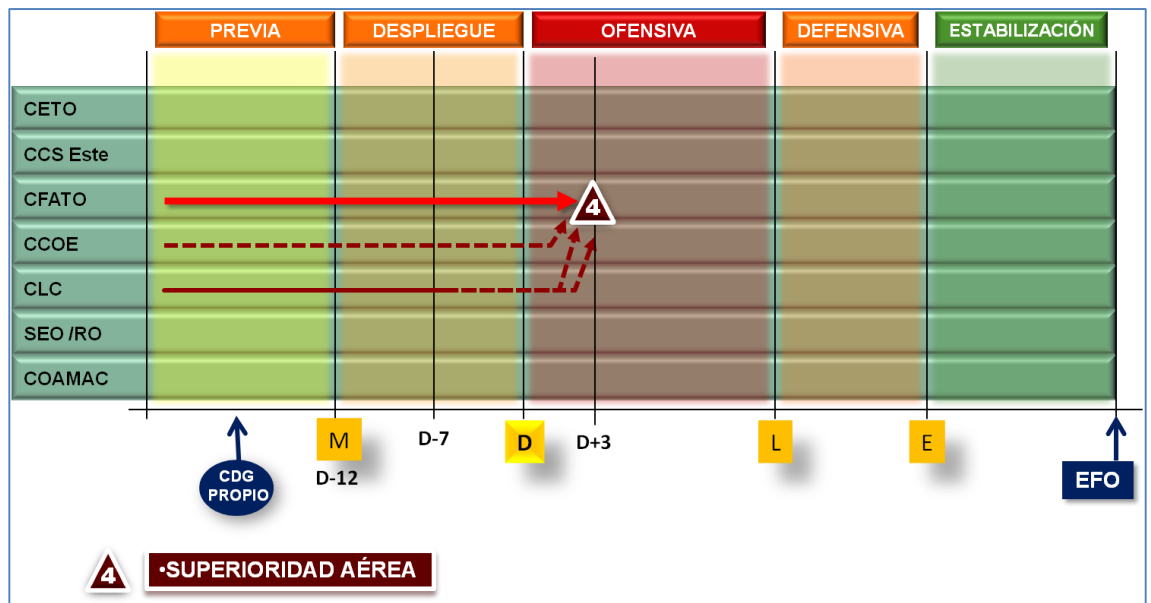 PREVIA
DESPLIEGUE
OFENSIVA
DEFENSIVA
ESTABILIZACIÓN
CETO
CCS Este
CFATO
4
CCOE
CLC
SEO /RO
COAMAC
M
D-7
D
D+3
L
E
D-12
CDG
PROPIO
EFO
4
•SUPERIORIDAD AÉREA